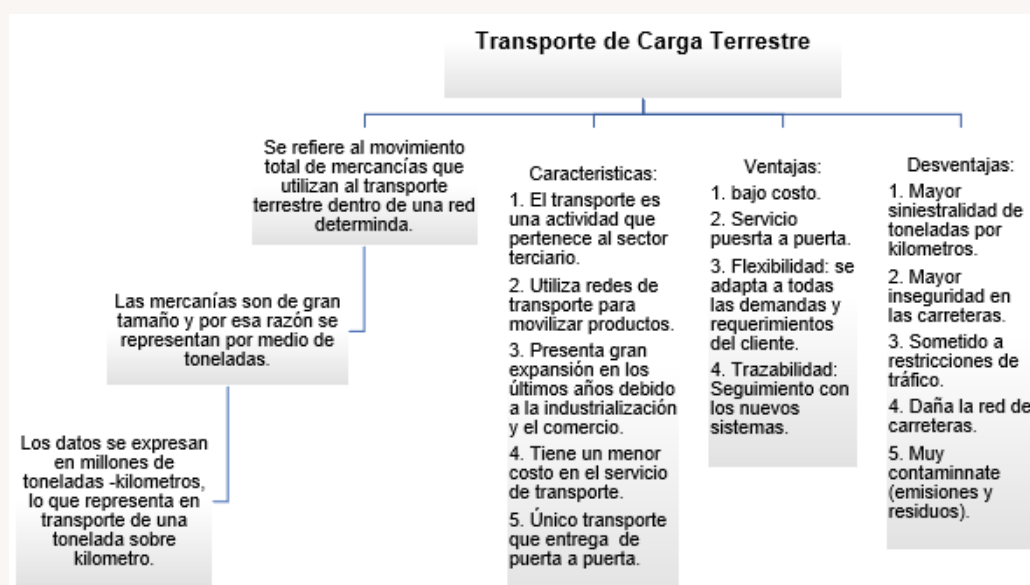 Transporte de Carga Terrestre
Se refiere al movimiento
total de mercancías que
utilizan al transporte
terrestre dentro de una red
determinda.
Las mercanías son de gran
tamaño y por esa razón se
representan por medio de
toneladas.
Los datos se expresan
en millones de
toneladas -kilometros,
lo que representa en
transporte de una
tonelada sobre
kilometro.
Caracteristicas:
1. El transporte es
una actividad que
pertenece al sector
terciario.
2. Utiliza redes de
transporte para
movilizar productos.
3. Presenta gran
expansión en los
últimos años debido
a la industrialización
y el comercio.
4. Tiene un menor
costo en el servicio
de transporte.
5. Único transporte
que entrega de
puerta a puerta.
Ventajas:
1. bajo costo.
2. Servicio
puesrta a puerta.
3. Flexibilidad: se
adapta a todas
las demandas y
requerimientos
del cliente.
4. Trazabilidad:
Seguimiento con
los nuevos
sistemas.
Desventajas:
1. Mayor
siniestralidad de
toneladas por
kilometros.
2. Mayor
inseguridad en
las carreteras.
3. Sometido a
restricciones de
tráfico.
4. Daña la red de
carreteras.
5. Muy
contaminnate
(emisiones y
residuos).